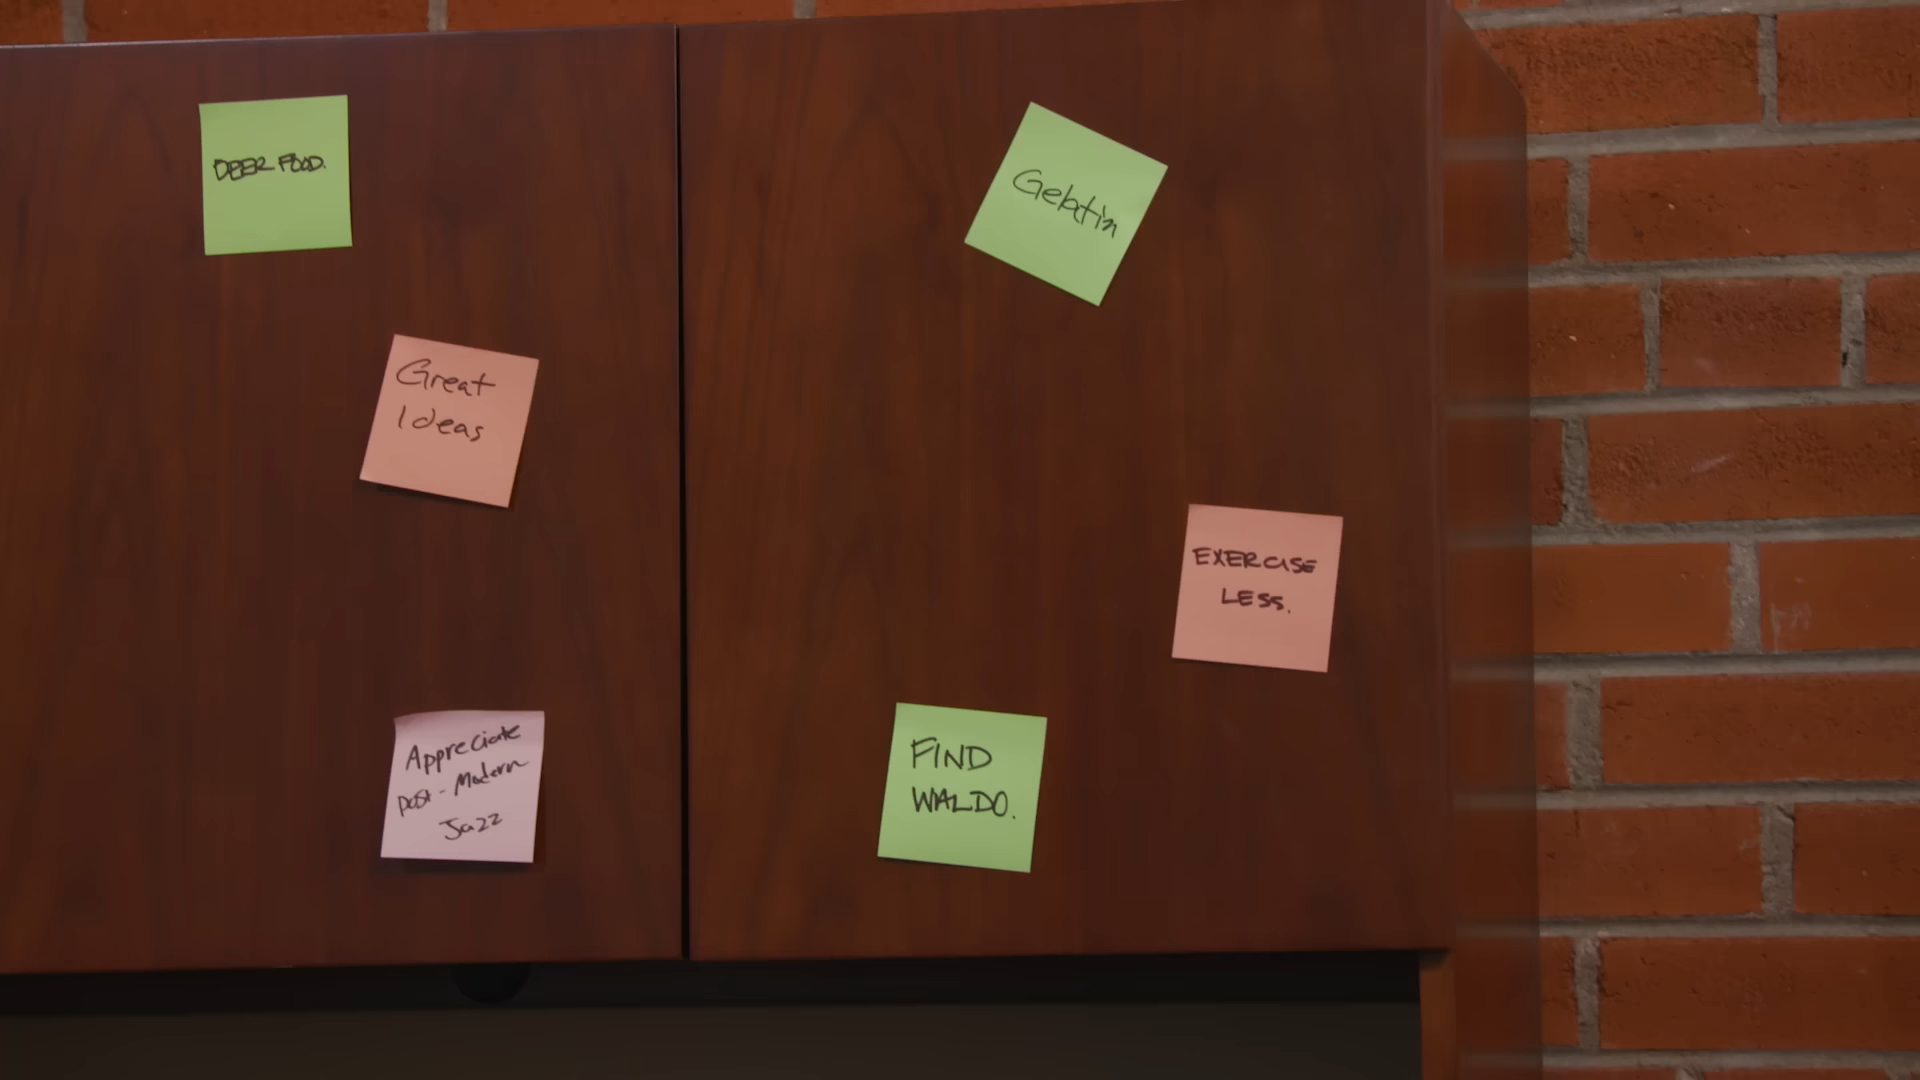 DEER FOOD.
Great
Ideas
Appreciate
Post-Modern
Jazz
Gelatin
EXERCISE
LESS.
FIND
WALDO.